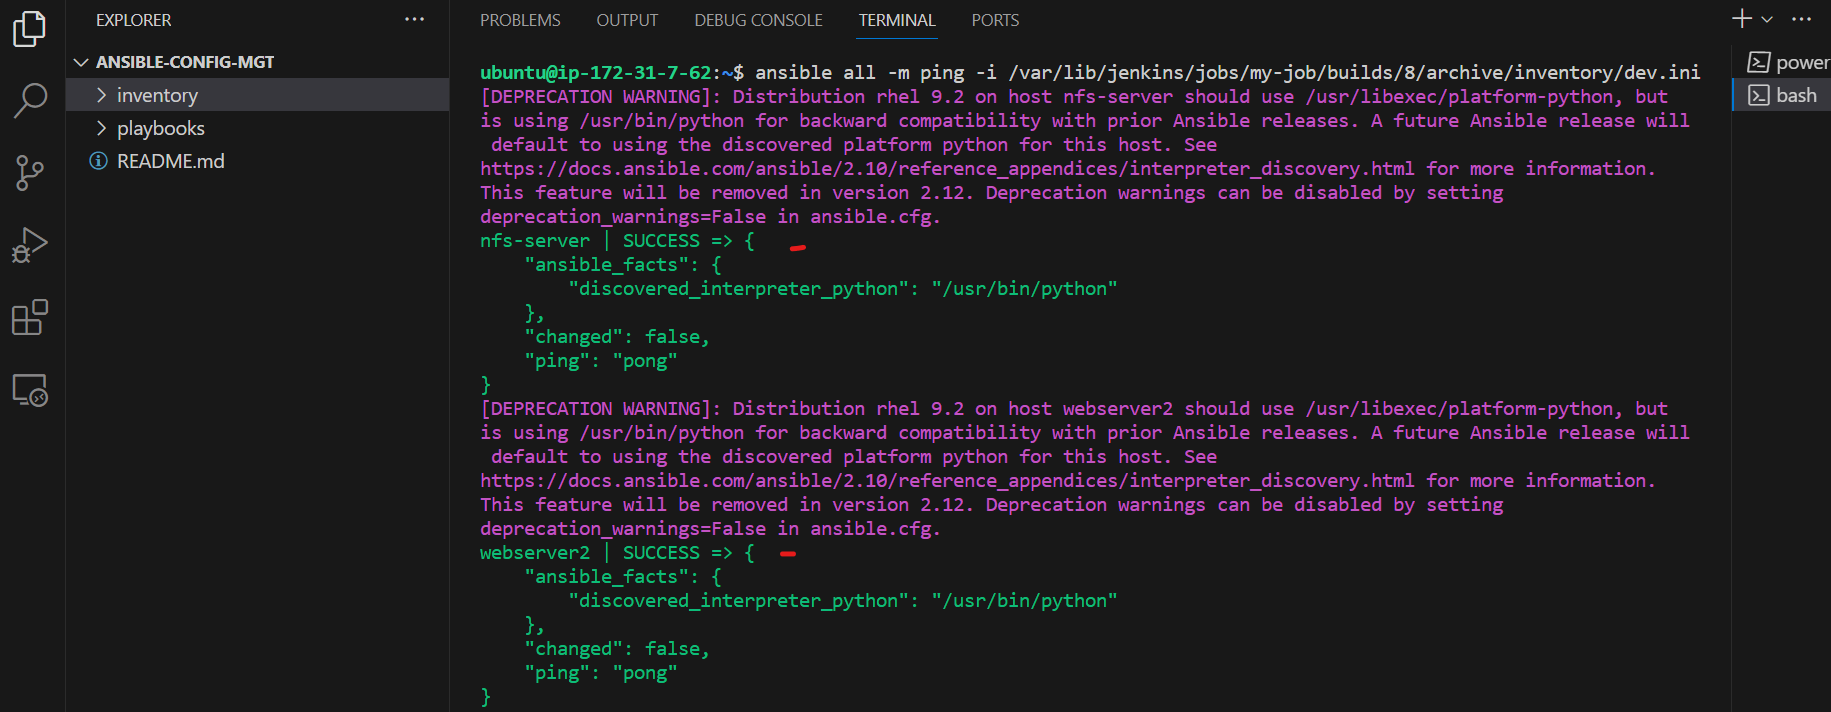 EXPLORER
ANSIBLE-CONFIG-MGT
inventory
playbooks
README.md
PROBLEMS OUTPUT DEBUG CONSOLE TERMINAL PORTS
ubuntu@ip-172-31-7-62:~$ ansible all -m ping -i /var/lib/jenkins/jobs/my-job/builds/8/archive/inventory/dev.ini
[DEPRECATION WARNING]: Distribution rhel 9.2 on host nfs-server should use /usr/libexec/platform-python, but
is using /usr/bin/python for backward compatibility with prior Ansible releases. A future Ansible release will
 default to using the discovered platform python for this host. See
https://docs.ansible.com/ansible/2.10/reference_appendices/interpreter_discovery.html for more information.
This feature will be removed in version 2.12. Deprecation warnings can be disabled by setting
deprecation_warnings=False in ansible.cfg.
nfs-server | SUCCESS => {
    "ansible_facts": {
        "discovered_interpreter_python": "/usr/bin/python"
    },
    "changed": false,
    "ping": "pong"
}
[DEPRECATION WARNING]: Distribution rhel 9.2 on host webserver2 should use /usr/libexec/platform-python, but
is using /usr/bin/python for backward compatibility with prior Ansible releases. A future Ansible release will
 default to using the discovered platform python for this host. See
https://docs.ansible.com/ansible/2.10/reference_appendices/interpreter_discovery.html for more information.
This feature will be removed in version 2.12. Deprecation warnings can be disabled by setting
deprecation_warnings=False in ansible.cfg.
webserver2 | SUCCESS => {
    "ansible_facts": {
        "discovered_interpreter_python": "/usr/bin/python"
    },
    "changed": false,
    "ping": "pong"
}
power
bash